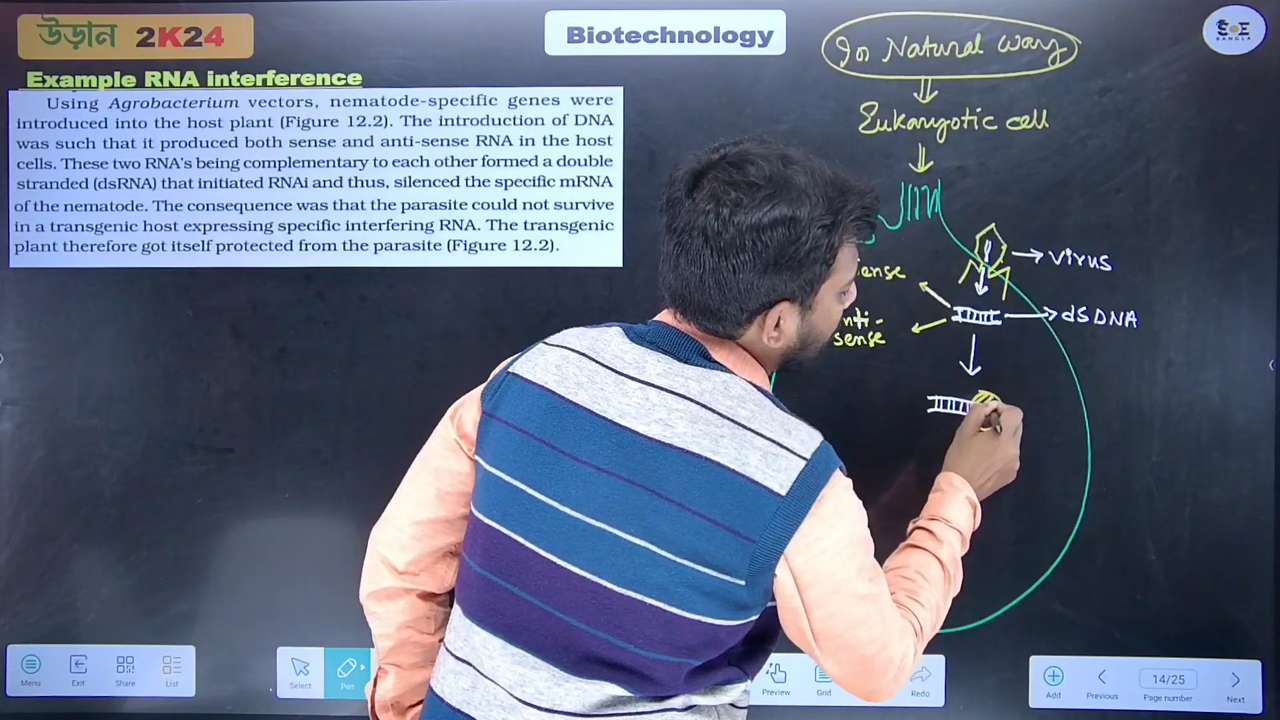 উড়ান 2K24
Biotechnology
In Natural way
SOE
BANGLA
Example RNA interference
Using Agrobacterium vectors, nematode-specific genes were
introduced into the host plant (Figure 12.2). The introduction of DNA
was such that it produced both sense and anti-sense RNA in the host
cells. These two RNA's being complementary to each other formed a double
stranded (dsRNA) that initiated RNAi and thus, silenced the specific mRNA
of the nematode. The consequence was that the parasite could not survive
in a transgenic host expressing specific interfering RNA. The transgenic
plant therefore got itself protected from the parasite (Figure 12.2).
Eukaryotic cell
virus
dsDNA
sense
Menu
Exit
Share
List
Select
Pen
Preview
Grid
Redo
Add
Previous
14/25
Page number
Next